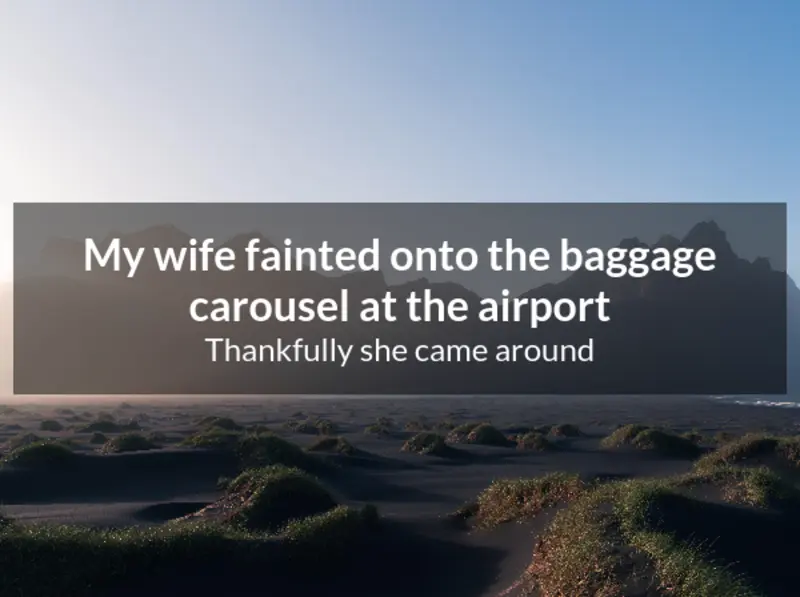 My wife fainted onto the baggage
carousel at the airport
Thankfully she came around